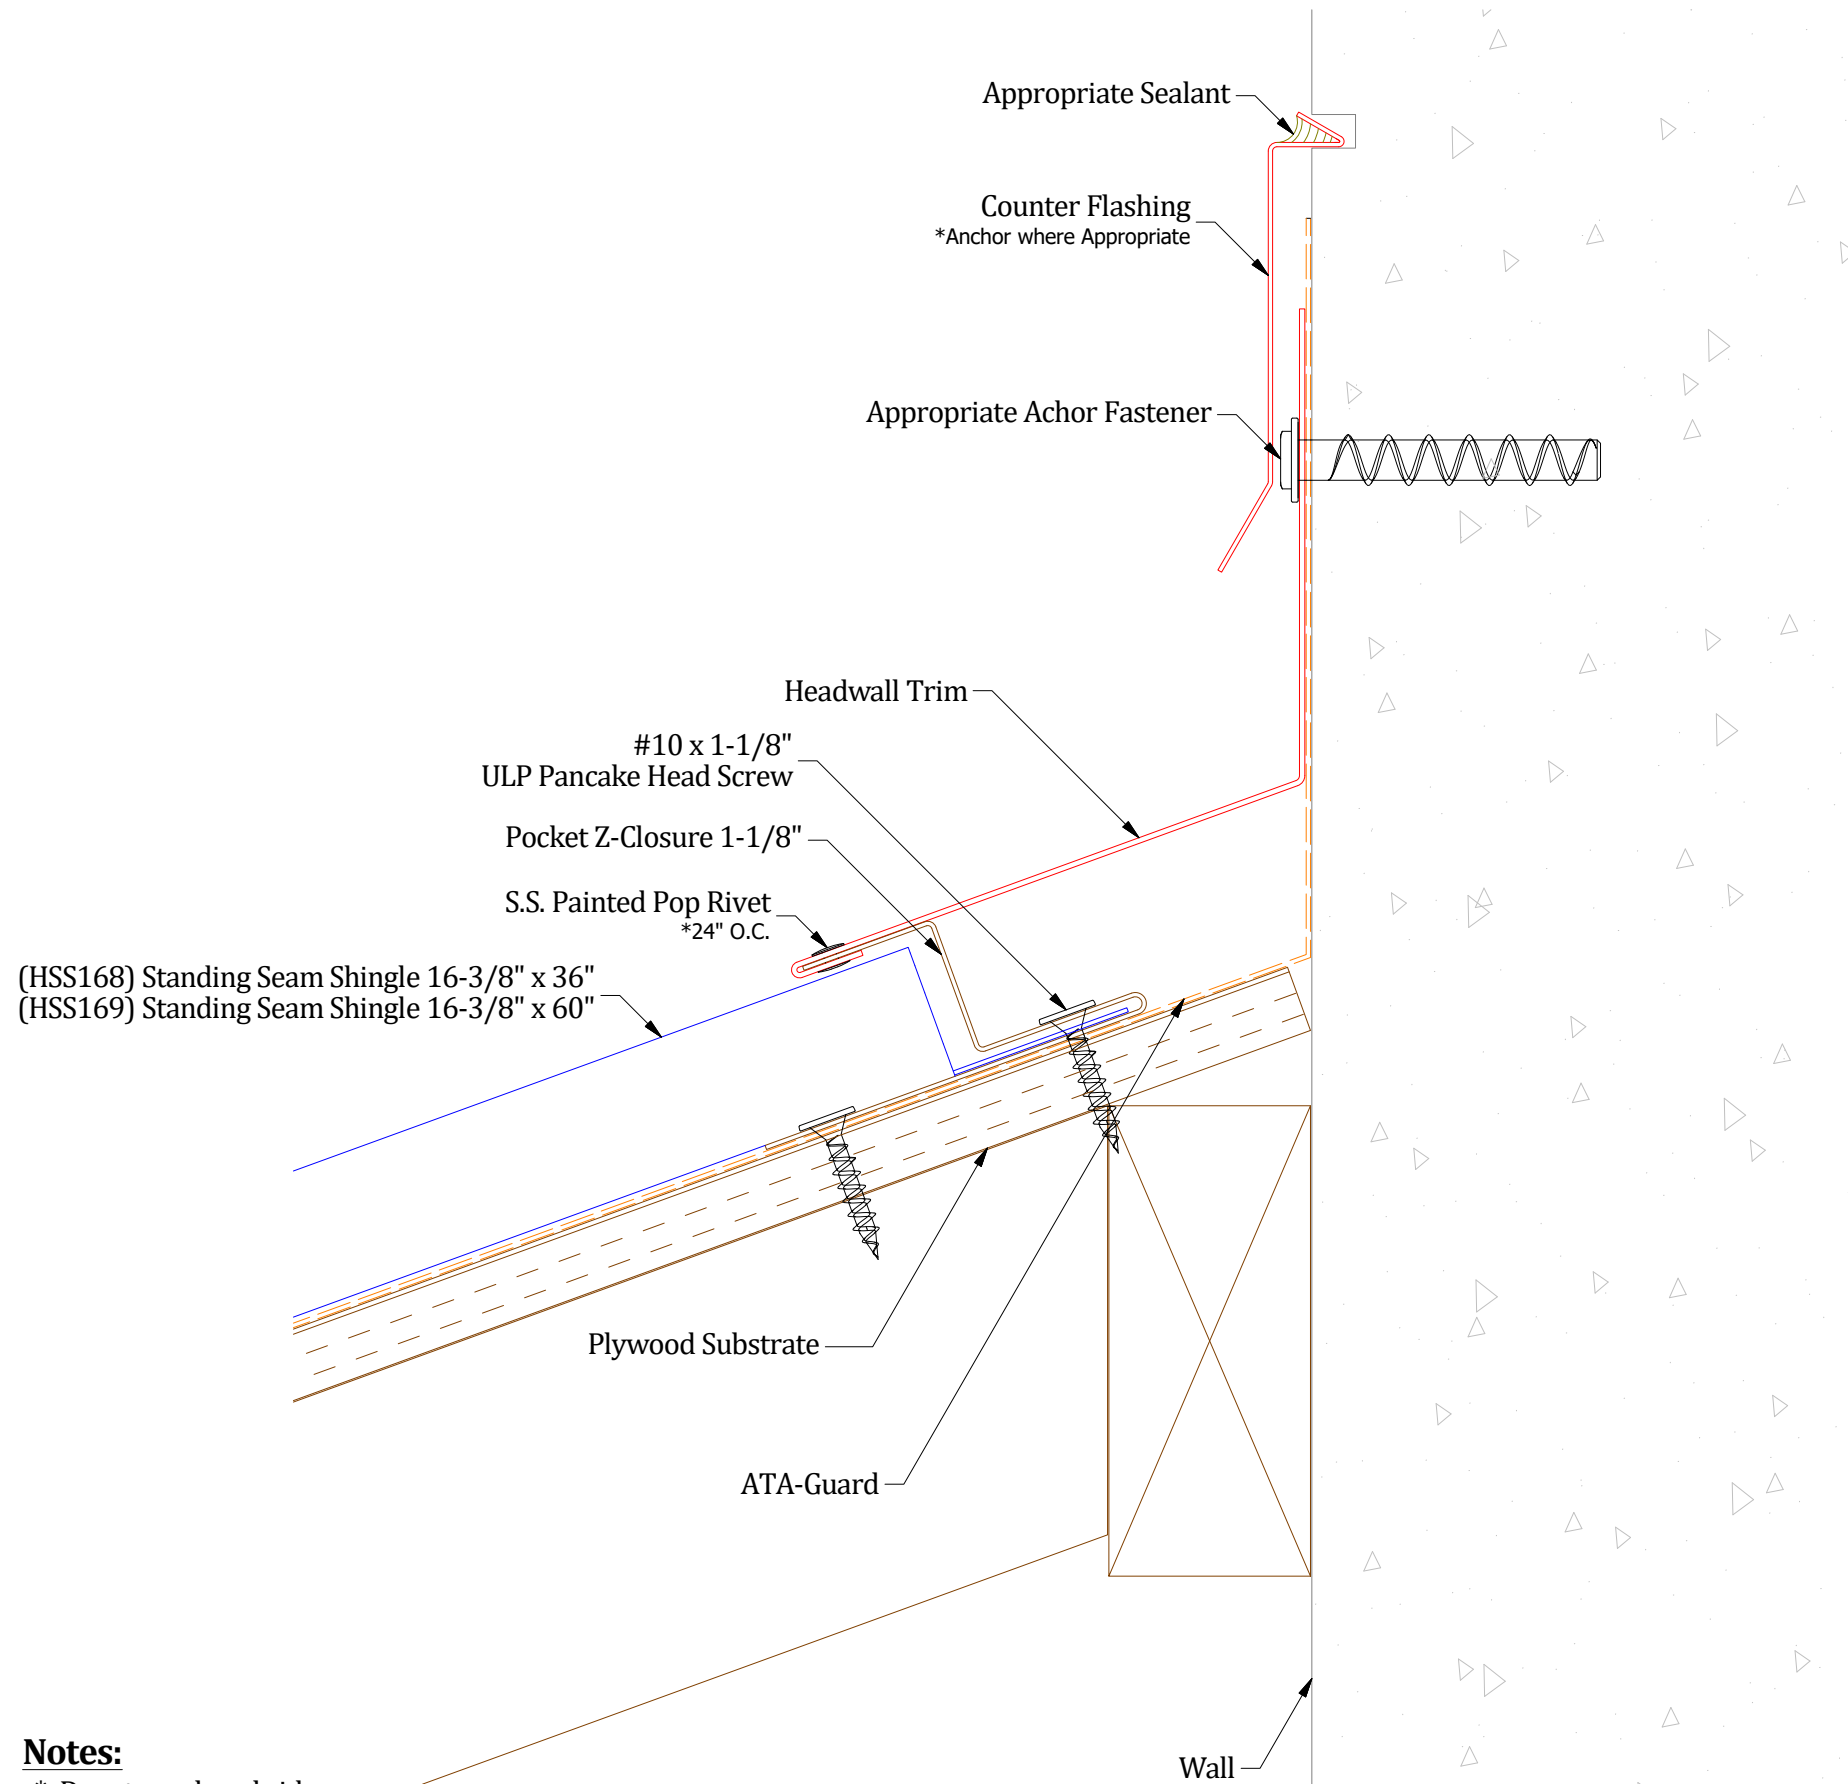 Appropriate Sealant
Counter Flashing
*Anchor where Appropriate
Appropriate Achor Fastener
Headwall Trim
#10 x 1-1/8"
ULP Pancake Head Screw
Pocket Z-Closure 1-1/8"
S.S. Painted Pop Rivet
*24" O.C.
(HSS168) Standing Seam Shingle 16-3/8" x 36"
(HSS169) Standing Seam Shingle 16-3/8" x 60"
Plywood Substrate
ATA-Guard
Wall
Notes: